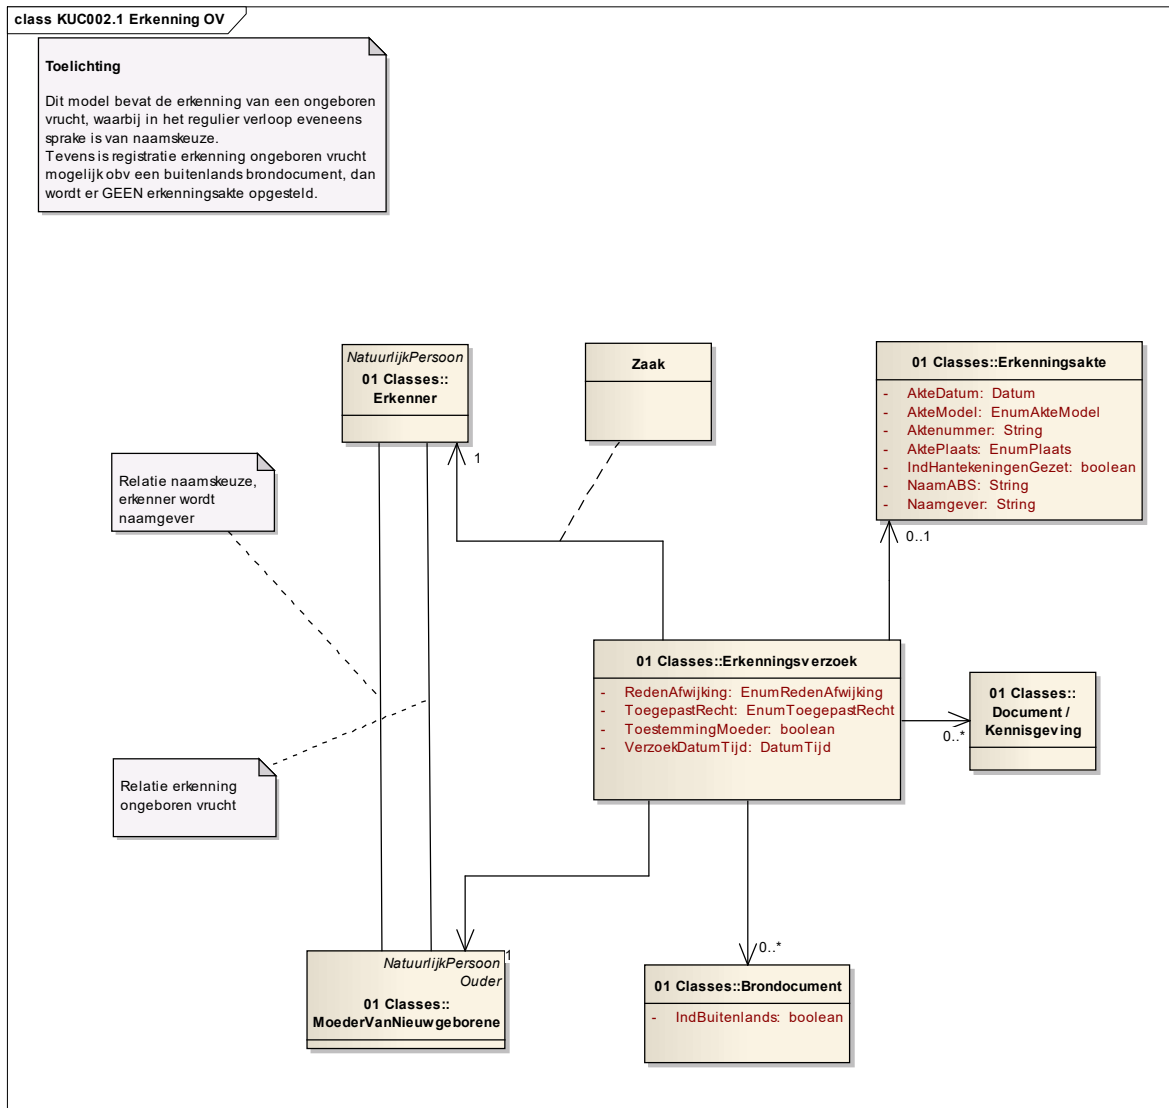 class KUC002.1 Erkenning OV
Toelichting
Dit model bevat de erkenning van een ongeboren
vrucht, waarbij in het regulier verloop eveneens
sprake is van naamskeuze.
Tevens is registratie erkenning ongeboren vrucht
mogelijk obv een buitenlands brondocument, dan
wordt er GEEN erkenningsakte opgesteld.
NatuurlijkPersoon
01 Classes::
Erkenner
Zaak
01 Classes::Erkenningsakte
- AkteDatum: Datum
- AkteModel: EnumAkteModel
- Aktenummer: String
- AktePlaats: EnumPlaats
- IndHantekeningenGezet: boolean
- NaamABS: String
- Naamgever: String
1
Relatie naamskeuze,
erkenner wordt
naamgever
0..1
01 Classes::Erkenningsverzoek
- RedenAfwijking: EnumRedenAfwijking
- ToegepastRecht: EnumToegepastRecht
- ToestemmingMoeder: boolean
- VerzoekDatumTijd: DatumTijd
01 Classes::
Document /
Kennisgeving
0..*
Relatie erkenning
ongeboren vrucht
1
0..*
NatuurlijkPersoon
Ouder
01 Classes::
MoederVanNieuwgeborene
01 Classes::Brondocument
- IndBuitenlands: boolean